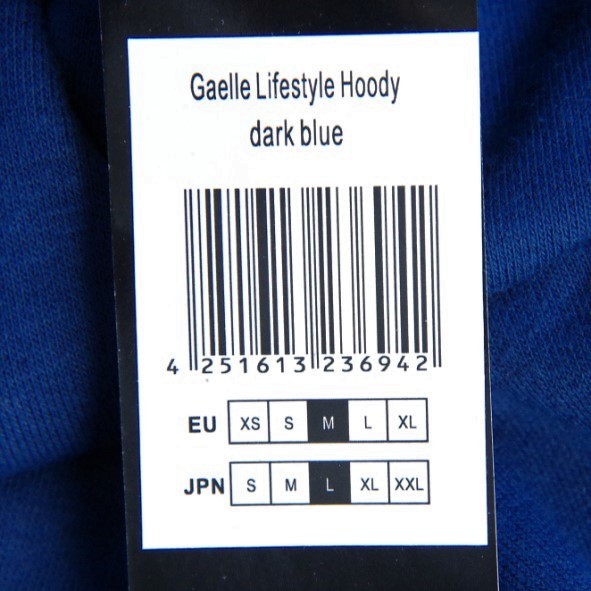 Gaelle Lifestyle Hoody
dark blue
4 251613 236942
EU XS S M L XL
JPN S M L XL XXL